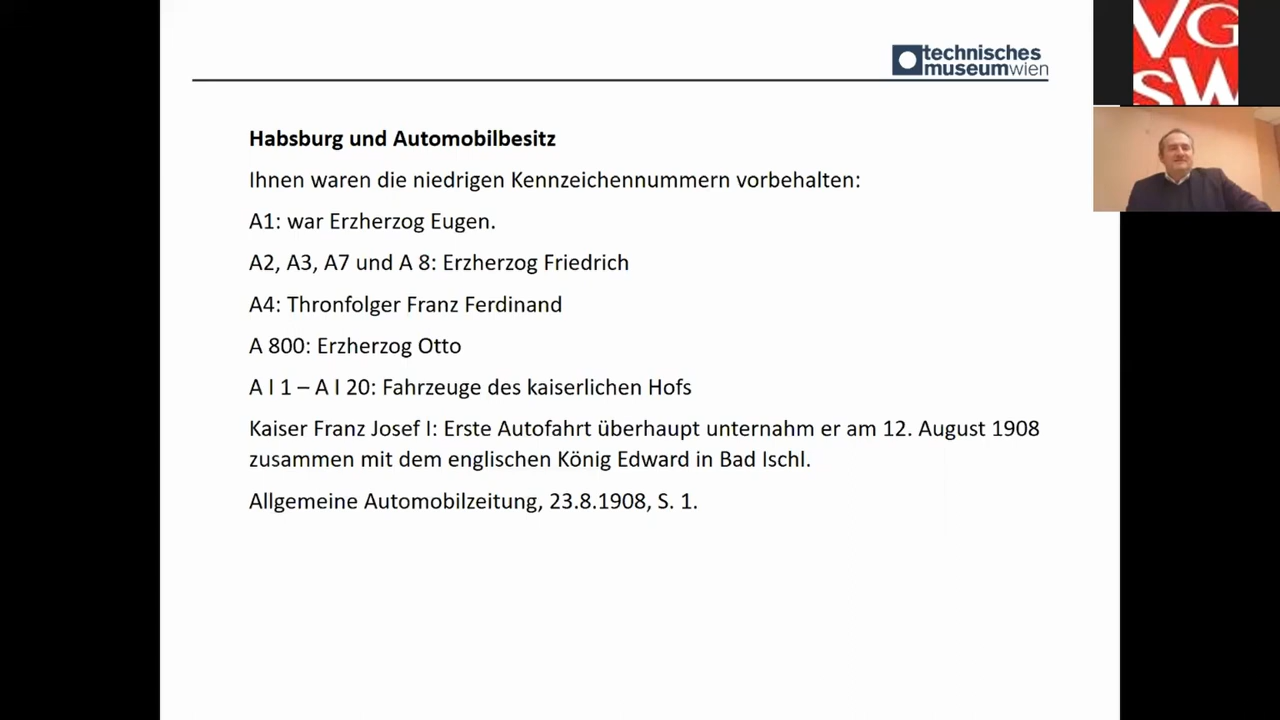 technisches
museumwien
VG
SW
Habsburg und Automobilbesitz
Ihnen waren die niedrigen Kennzeichennummern vorbehalten:
A1: war Erzherzog Eugen.
A2, A3, A7 und A 8: Erzherzog Friedrich
A4: Thronfolger Franz Ferdinand
A 800: Erzherzog Otto
A I 1 – A I 20: Fahrzeuge des kaiserlichen Hofs
Kaiser Franz Josef I: Erste Autofahrt überhaupt unternahm er am 12. August 1908
zusammen mit dem englischen König Edward in Bad Ischl.
Allgemeine Automobilzeitung, 23.8.1908, S. 1.